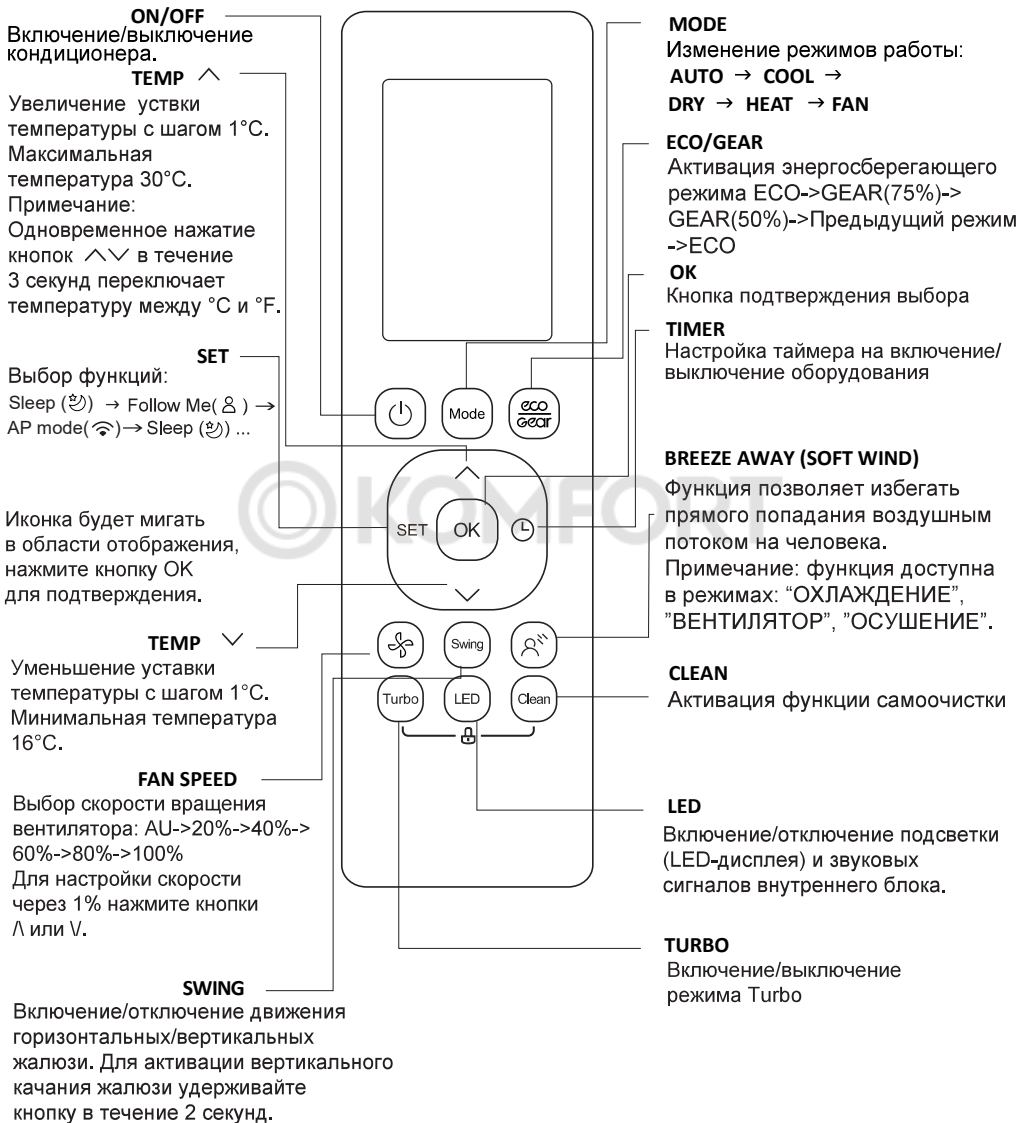 ON/OFF
Включение/выключение
кондиционера.
TEMP ︿
Увеличение уствки
температуры с шагом 1°C.
Максимальная
температура 30°C.
Примечание:
Одновременное нажатие
кнопок ︿﹀ в течение
3 секунд переключает
температуру между °C и °F.
SET
Выбор функций:
Sleep () → Follow Me( ) →
AP mode( )→ Sleep () ...
Иконка будет мигать
в области отображения,
нажмите кнопку OK
для подтверждения.
TEMP ﹀
Уменьшение уставки
температуры с шагом 1°C.
Минимальная температура
16°C.
FAN SPEED
Выбор скорости вращения
вентилятора: AU->20%->40%->
60%->80%->100%
Для настройки скорости
через 1% нажмите кнопки
/\ или \/.
SWING
Включение/отключение движения
горизонтальных/вертикальных
жалюзи. Для активации вертикального
качания жалюзи удерживайте
кнопку в течение 2 секунд.
Mode
eco
Gear
SET
OK
Swing
Turbo
LED
Clean
KOMFORT
MODE
Изменение режимов работы:
AUTO → COOL →
DRY → HEAT → FAN
ECO/GEAR
Активация энергосберегающего
режима ECO->GEAR(75%)->
GEAR(50%)->Предыдущий режим
->ECO
OK
Кнопка подтверждения выбора
TIMER
Настройка таймера на включение/
выключение оборудования
BREEZE AWAY (SOFT WIND)
Функция позволяет избегать
прямого попадания воздушным
потоком на человека.
Примечание: функция доступна
в режимах: “ОХЛАЖДЕНИЕ”,
”ВЕНТИЛЯТОР”, ”ОСУШЕНИЕ”.
CLEAN
Активация функции самоочистки
LED
Включение/отключение подсветки
(LED-дисплея) и звуковых
сигналов внутреннего блока.
TURBO
Включение/выключение
режима Turbo